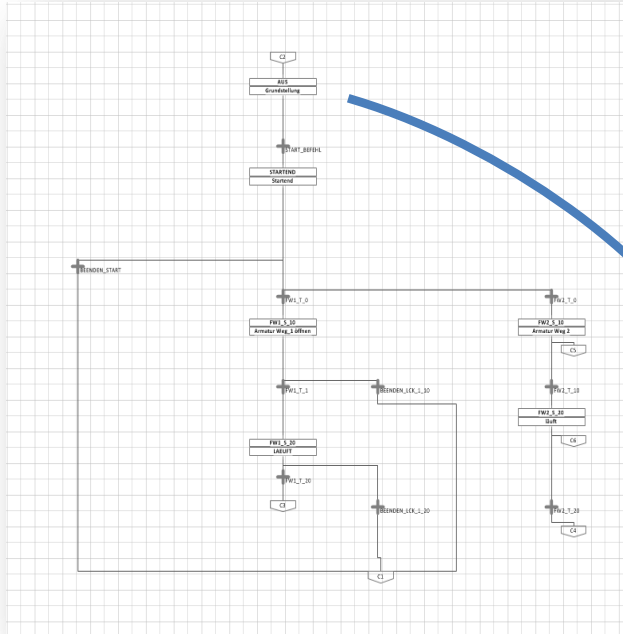 C2
AUS
Grundstellung
START_BEFEHL
STARTEND
Startend
BEENDEN_START
FW1_T_0
FW2_T_0
FW1_S_10
Armatur Weg_1 öffnen
FW2_S_10
Armatur Weg 2
C5
FW1_T_1
BEENDEN_LCK_1_10
FW2_T_10
FW2_S_20
läuft
C6
FW1_S_20
LAEUFT
FW1_T_20
C3
BEENDEN_LCK_1_20
FW2_T_20
C4
C1